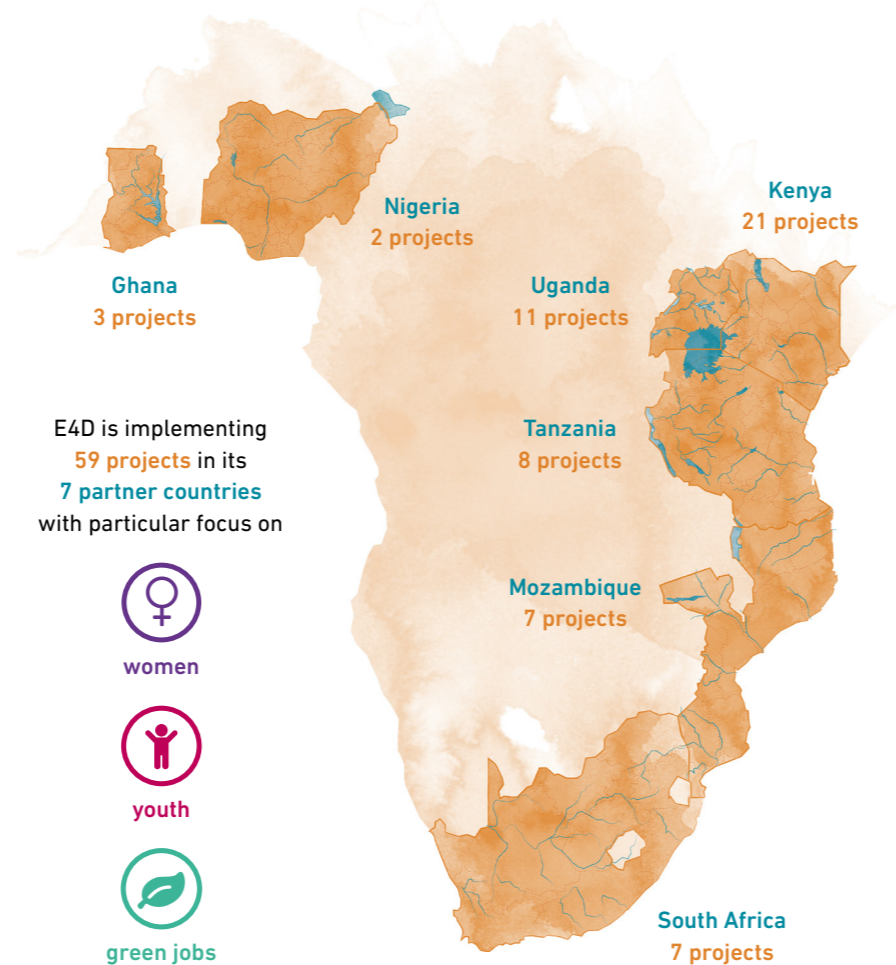 Kenya
21 projects
Nigeria
2 projects
Ghana
3 projects
Uganda
11 projects
E4D is implementing
59 projects in its
7 partner countries
with particular focus on
Tanzania
8 projects
women
Mozambique
7 projects
youth
green jobs
South Africa
7 projects